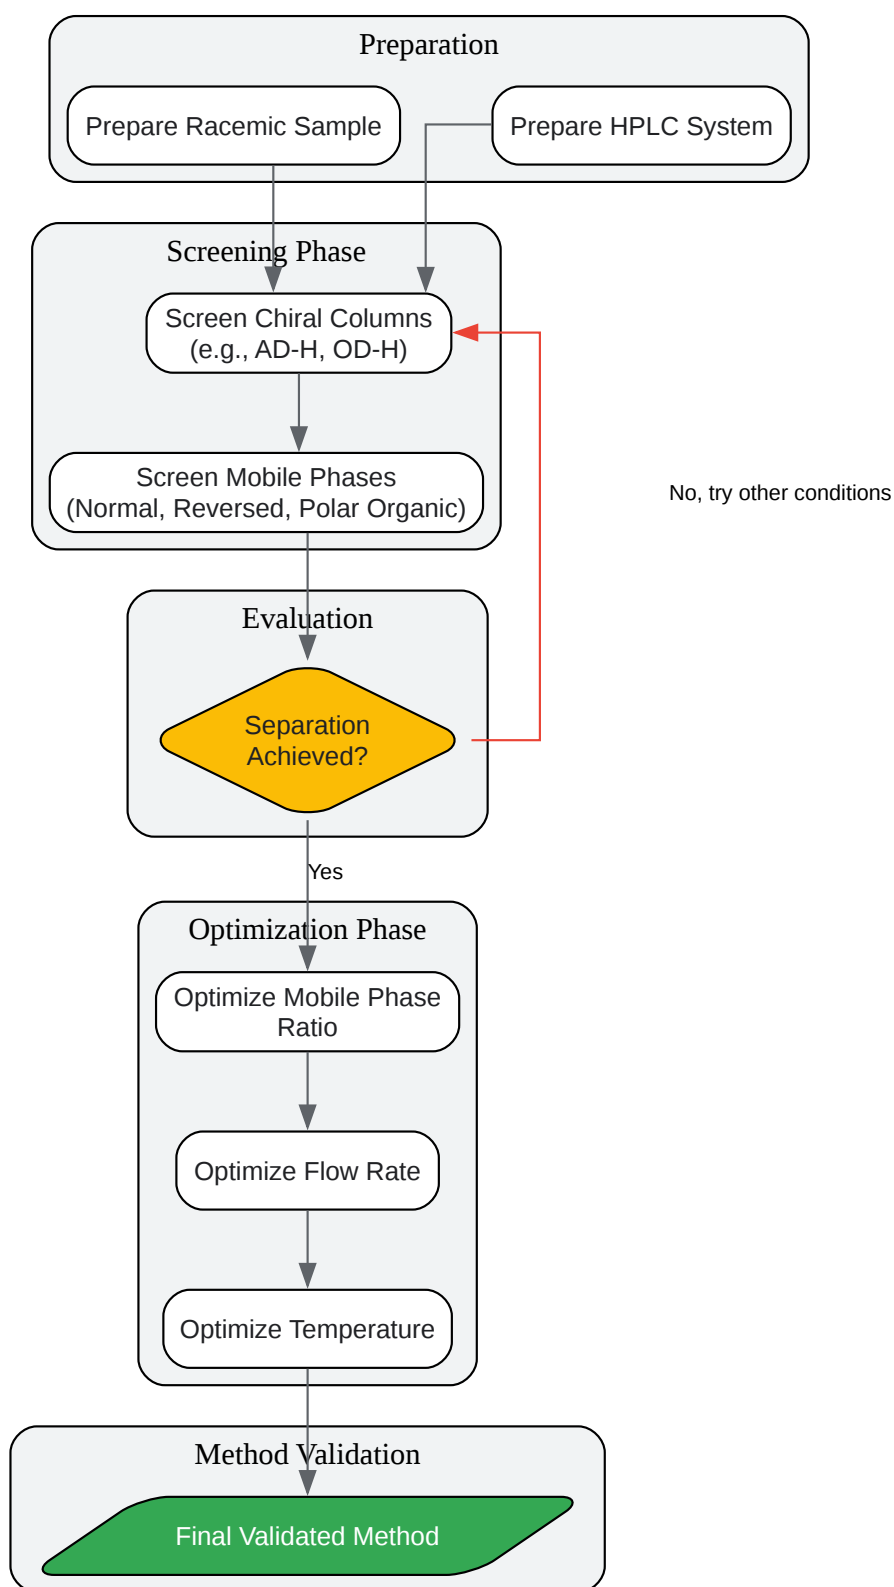 Preparation
Prepare Racemic Sample
Prepare HPLC System
Screening Phase
Screen Chiral Columns
(e.g., AD-H, OD-H)
Screen Mobile Phases
(Normal, Reversed, Polar Organic)
No, try other conditions
Evaluation
Separation
Achieved?
Yes
Optimization Phase
Optimize Mobile Phase
Ratio
Optimize Flow Rate
Optimize Temperature
Method Validation
Final Validated Method